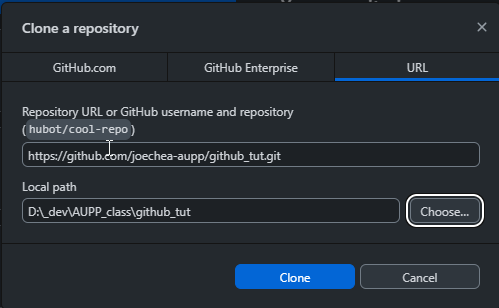 Clone a repository
GitHub.com
GitHub Enterprise
URL
Repository URL or GitHub username and repository
(hubot/cool-repo)
https://github.com/joechea-aupp/github_tut.git
Local path
D:\_dev\AUPP_class\github_tut
Choose...
Clone
Cancel